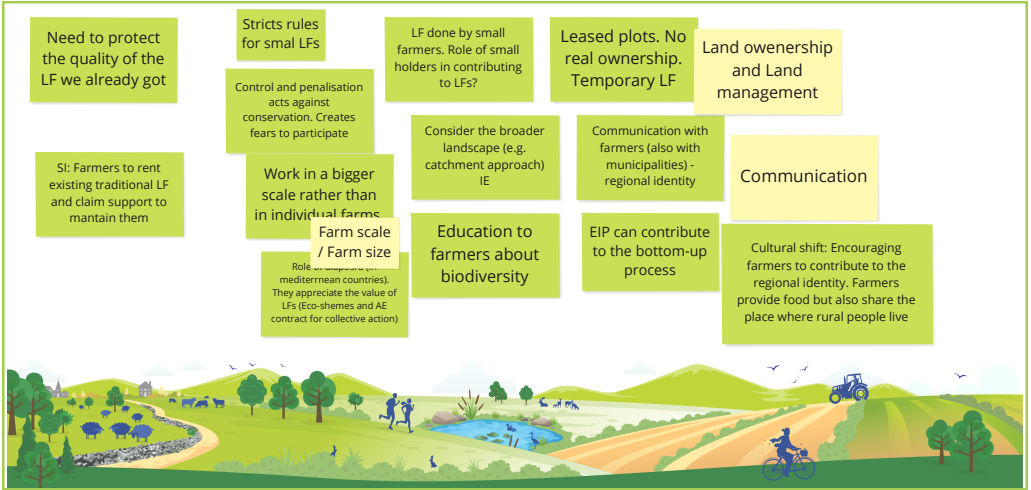 Need to protect
the quality of the
LF we already got
Stricts rules
for smal LFs
LF done by small
farmers. Role of small
holders in contributing
to LFs?
Leased plots. No
real ownership.
Temporary LF
Land owenership
and Land
management
Control and penalisation
acts against
conservation. Creates
fears to participate
Consider the broader
landscape (e.g.
catchment approach)
IE
Communication with
farmers (also with
municipalities) -
regional identity
Communication
SI: Farmers to rent
existing traditional LF
and claim support to
mantain them
Work in a bigger
scale rather than
in individual farms
Farm scale
/ Farm size
Education to
farmers about
biodiversity
EIP can contribute
to the bottom-up
process
Cultural shift: Encouraging
farmers to contribute to the
regional identity. Farmers
provide food but also share the
place where rural people live
Role of (in
mediterrnean countries).
They appreciate the value of
LFs (Eco-shemes and AE
contract for collective action)